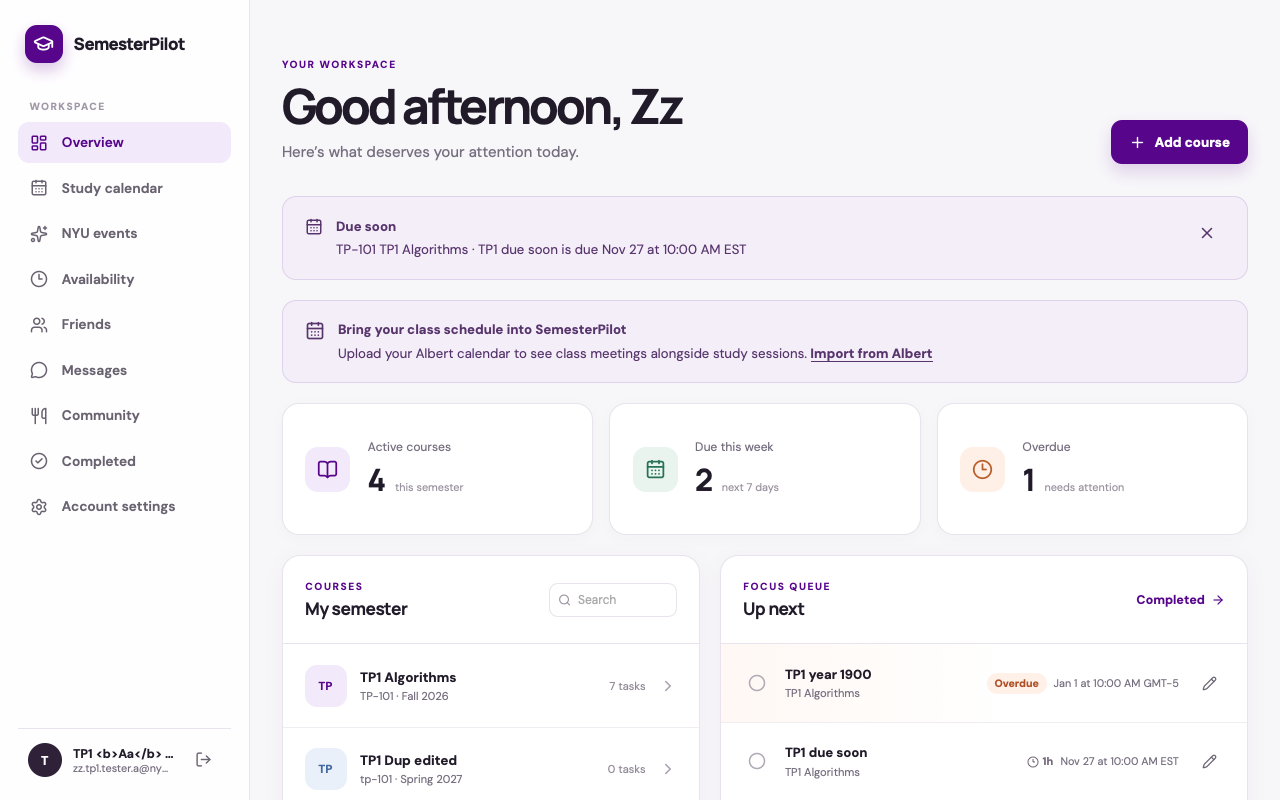 SemesterPilot
WORKSPACE
Overview
Study calendar
NYU events
Availability
Friends
Messages
Community
Completed
Account settings
T
TP1 <b>Aa</b> ...
zz.tp1.tester.a@ny...
YOUR WORKSPACE
Good afternoon, Zz
Here's what deserves your attention today.
Add course
Due soon
TP-101 TP1 Algorithms · TP1 due soon is due Nov 27 at 10:00 AM EST
Bring your class schedule into SemesterPilot
Upload your Albert calendar to see class meetings alongside study sessions. Import from Albert
Active courses
4 this semester
Due this week
2 next 7 days
Overdue
1 needs attention
COURSES
My semester
Search
TP
TP1 Algorithms
TP-101 · Fall 2026
7 tasks
TP
TP1 Dup edited
tp-101 · Spring 2027
0 tasks
FOCUS QUEUE
Up next
Completed
TP1 year 1900
TP1 Algorithms
Overdue Jan 1 at 10:00 AM GMT-5
TP1 due soon
TP1 Algorithms
1h Nov 27 at 10:00 AM EST